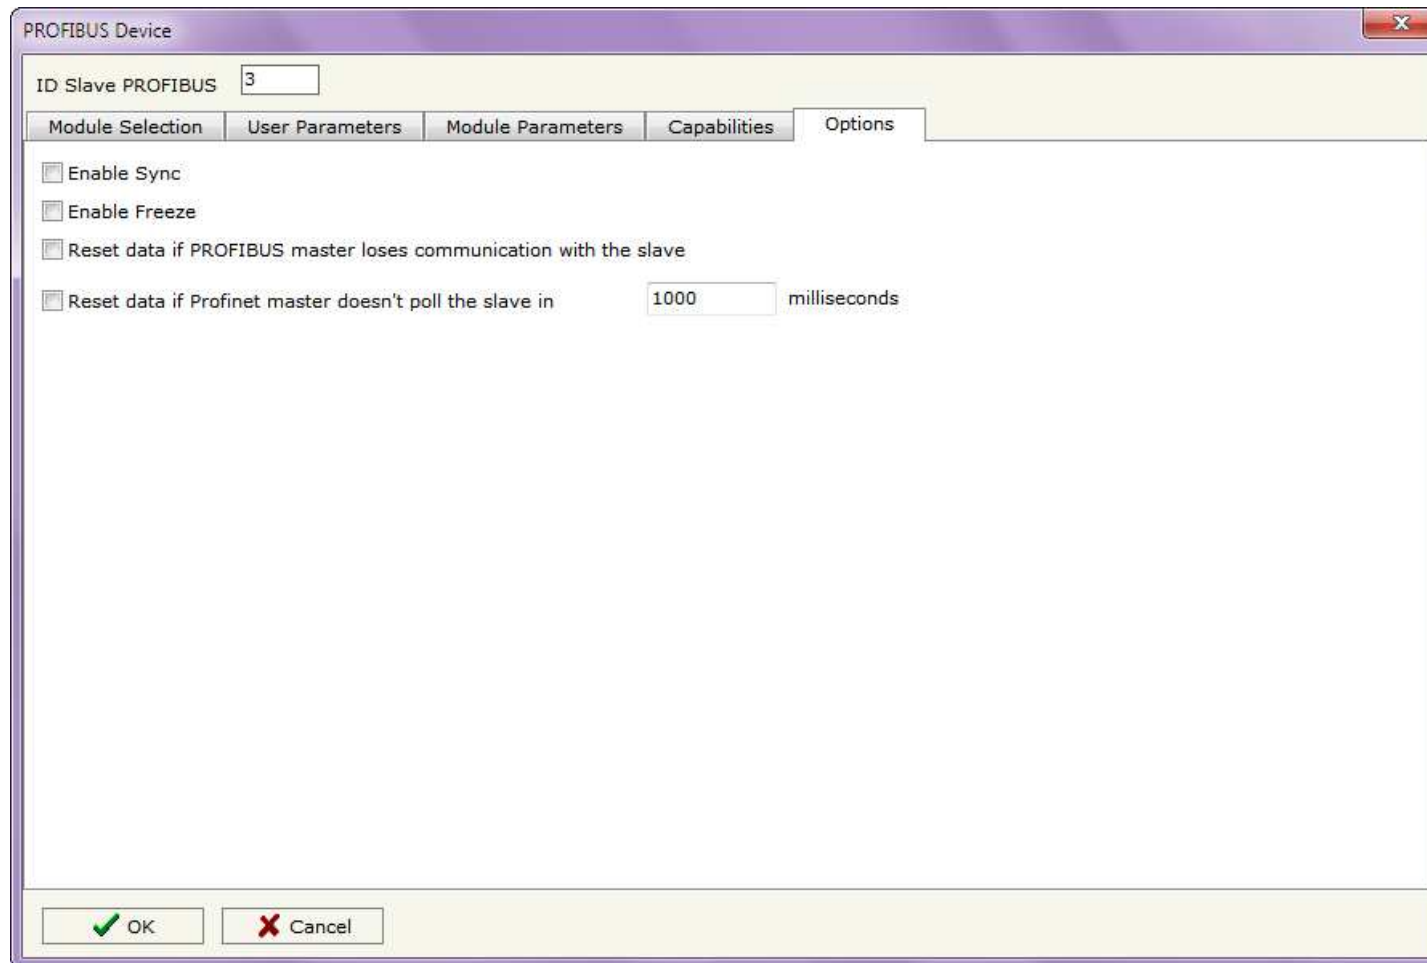 PROFIBUS Device
x
ID Slave PROFIBUS 3
Module Selection User Parameters Module Parameters Capabilities Options
Enable Sync
Enable Freeze
Reset data if PROFIBUS master loses communication with the slave
Reset data if Profinet master doesn't poll the slave in 1000 milliseconds
OK Cancel